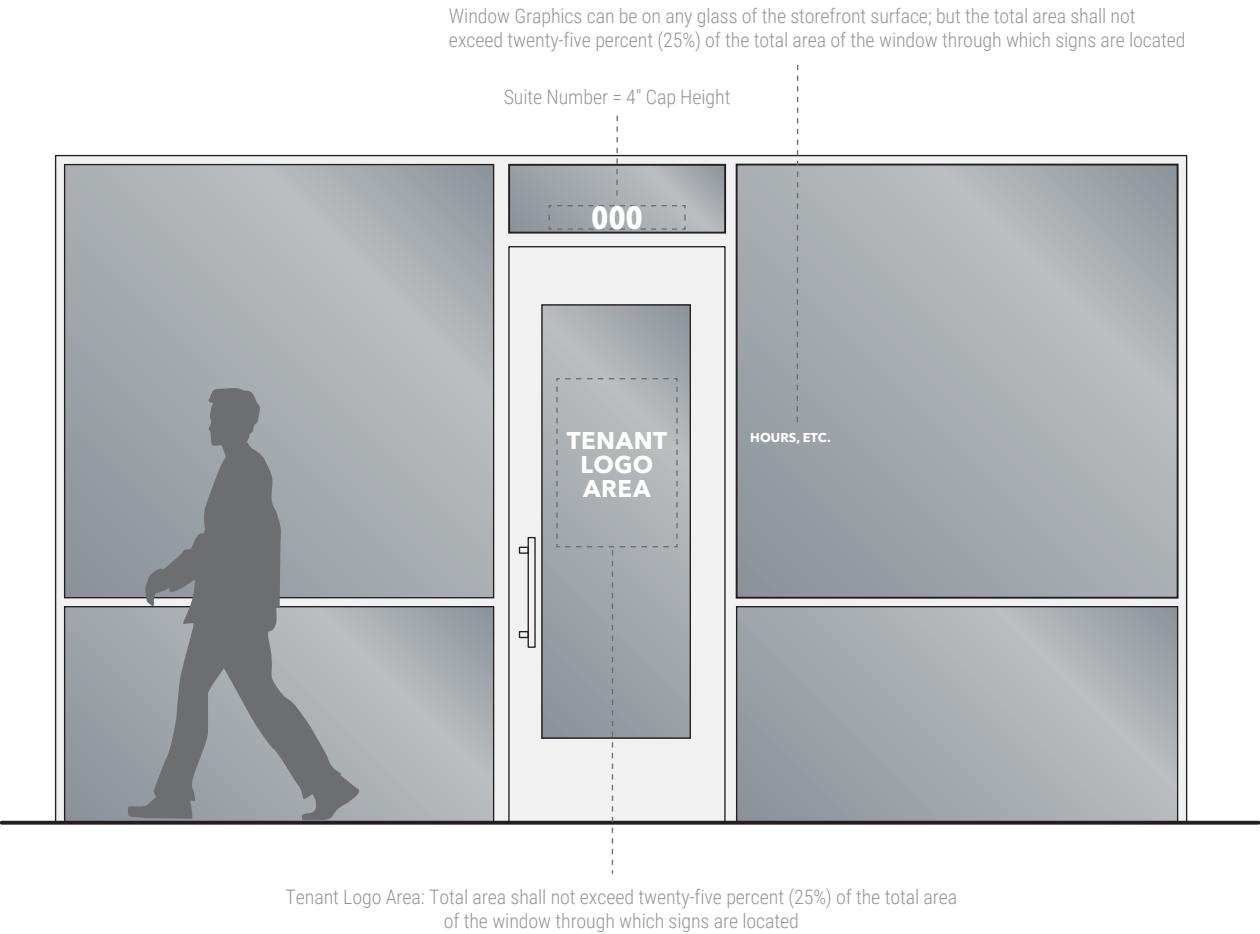 Window Graphics can be on any glass of the storefront surface; but the total area shall not
exceed twenty-five percent (25%) of the total area of the window through which signs are located
Suite Number = 4" Cap Height
000
TENANT
LOGO
AREA
HOURS, ETC.
Tenant Logo Area: Total area shall not exceed twenty-five percent (25%) of the total area
of the window through which signs are located